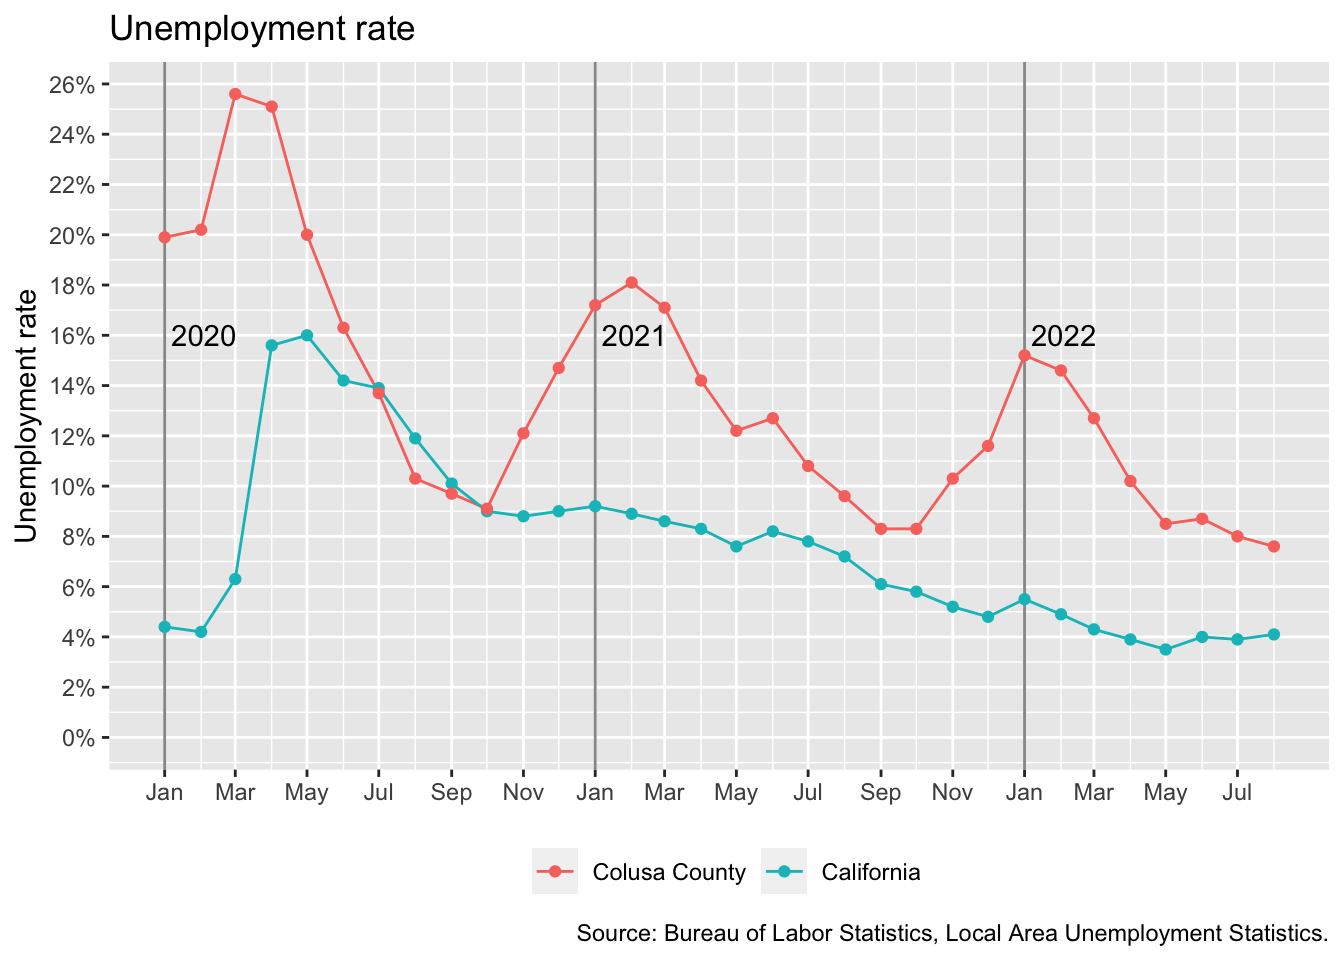 Unemployment rate
26%
24%
22%
20%
18%
16%
14%
12%
10%
8%
6%
4%
2%
0%
Unemployment rate
2020 2021 2022
Jan Mar May Jul Sep Nov Jan Mar May Jul Sep Nov Jan Mar May Jul
Colusa County California
Source: Bureau of Labor Statistics, Local Area Unemployment Statistics.